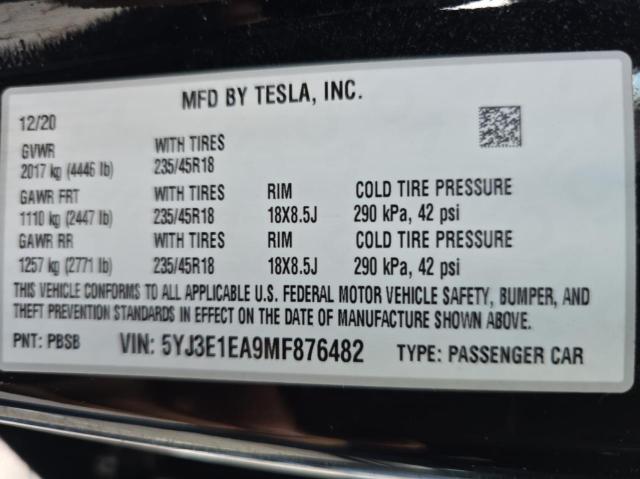 MFD BY TESLA, INC.
12/20
GVWR WITH TIRES
2017 kg (4446 lb) 235/45R18
GAWR FRT WITH TIRES RIM COLD TIRE PRESSURE
1110 kg (2447 lb) 235/45R18 18X8.5J 290 kPa, 42 psi
GAWR RR WITH TIRES RIM COLD TIRE PRESSURE
1257 kg (2771 lb) 235/45R18 18X8.5J 290 kPa, 42 psi
THIS VEHICLE CONFORMS TO ALL APPLICABLE U.S. FEDERAL MOTOR VEHICLE SAFETY, BUMPER, AND
THEFT PREVENTION STANDARDS IN EFFECT ON THE DATE OF MANUFACTURE SHOWN ABOVE.
PNT: PBSB VIN: 5YJ3E1EA9MF876482 TYPE: PASSENGER CAR